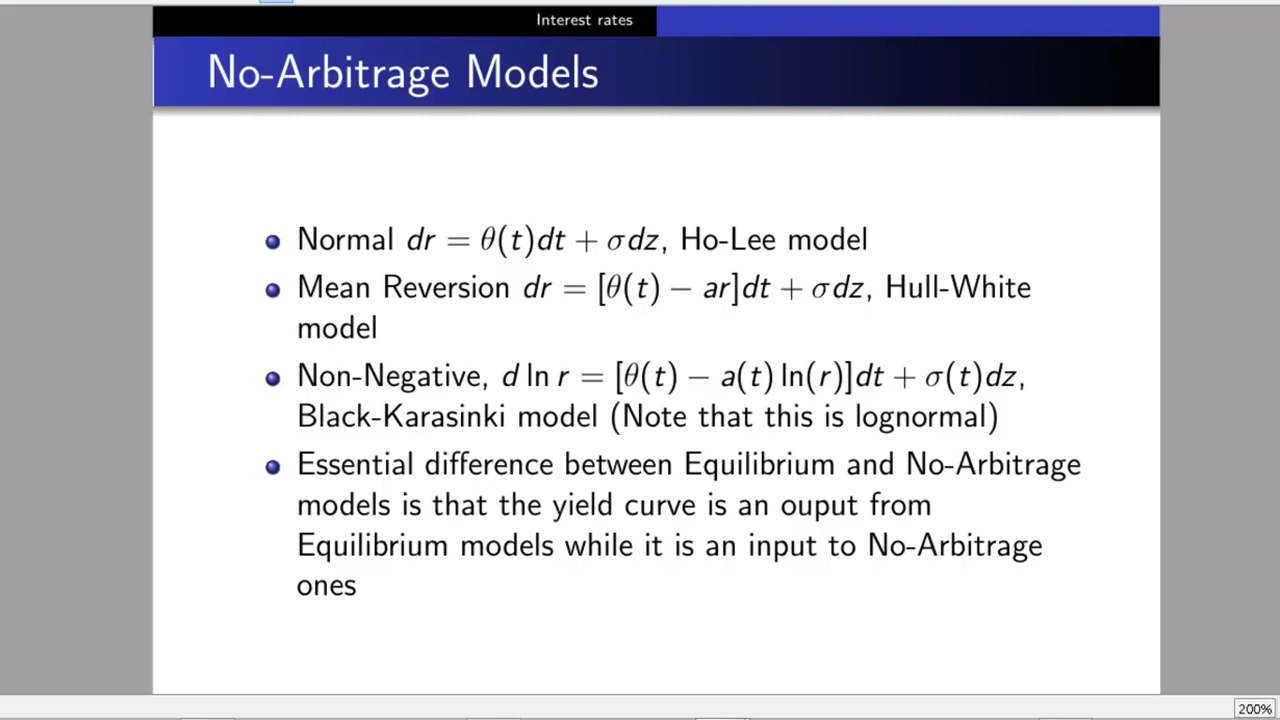 Interest rates
No-Arbitrage Models
Normal dr = θ(t)dt + σdz, Ho-Lee model
Mean Reversion dr = [θ(t) − ar]dt + σdz, Hull-White
model
Non-Negative, d ln r = [θ(t) − a(t) ln(r)]dt + σ(t)dz,
Black-Karasinki model (Note that this is lognormal)
Essential difference between Equilibrium and No-Arbitrage
models is that the yield curve is an ouput from
Equilibrium models while it is an input to No-Arbitrage
ones
200%